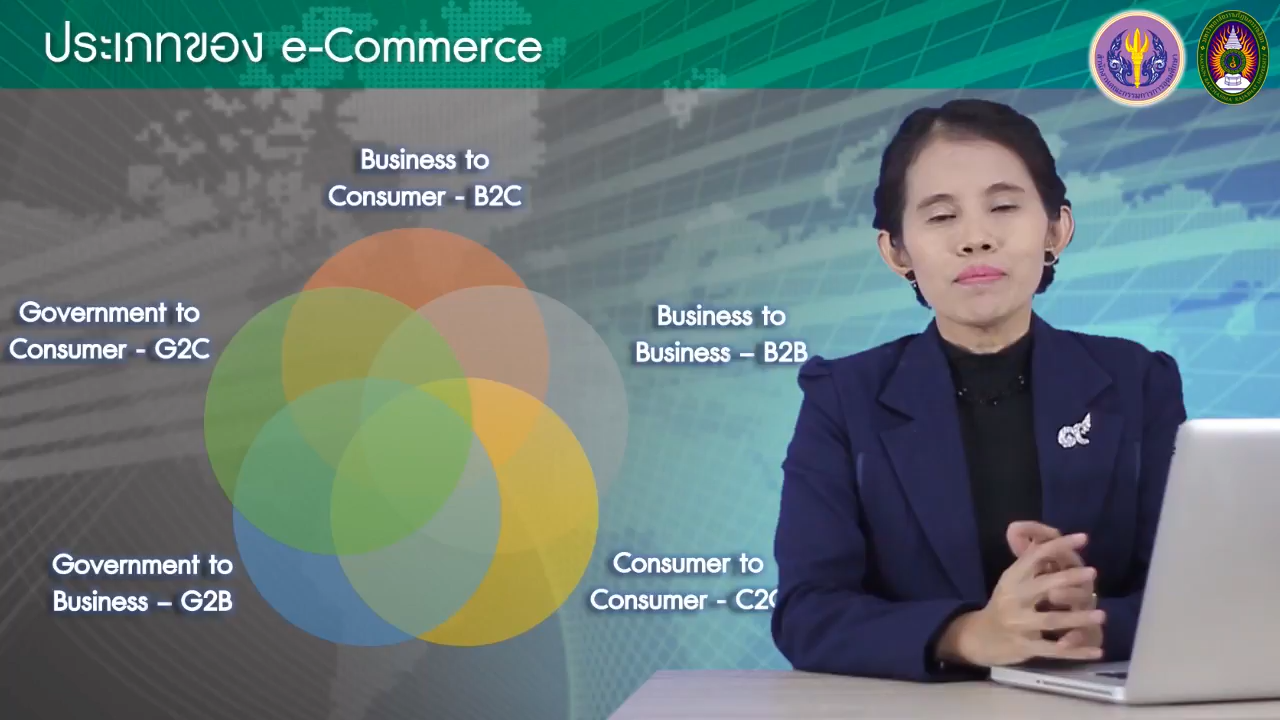 ประเภทของ e-Commerce
Business to
Consumer - B2C
Government to
Consumer - G2C
Business to
Business – B2B
Government to
Business – G2B
Consumer to
Consumer - C2C